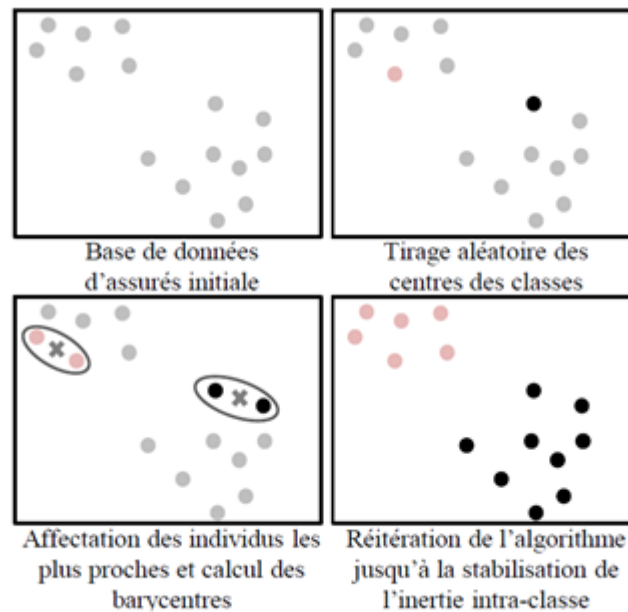 Base de données
d'assurés initiale
Tirage aléatoire des
centres des classes
Affectation des individus les
plus proches et calcul des
barycentres
Réitération de l'algorithme
jusqu'à la stabilisation de
l'inertie intra-classe